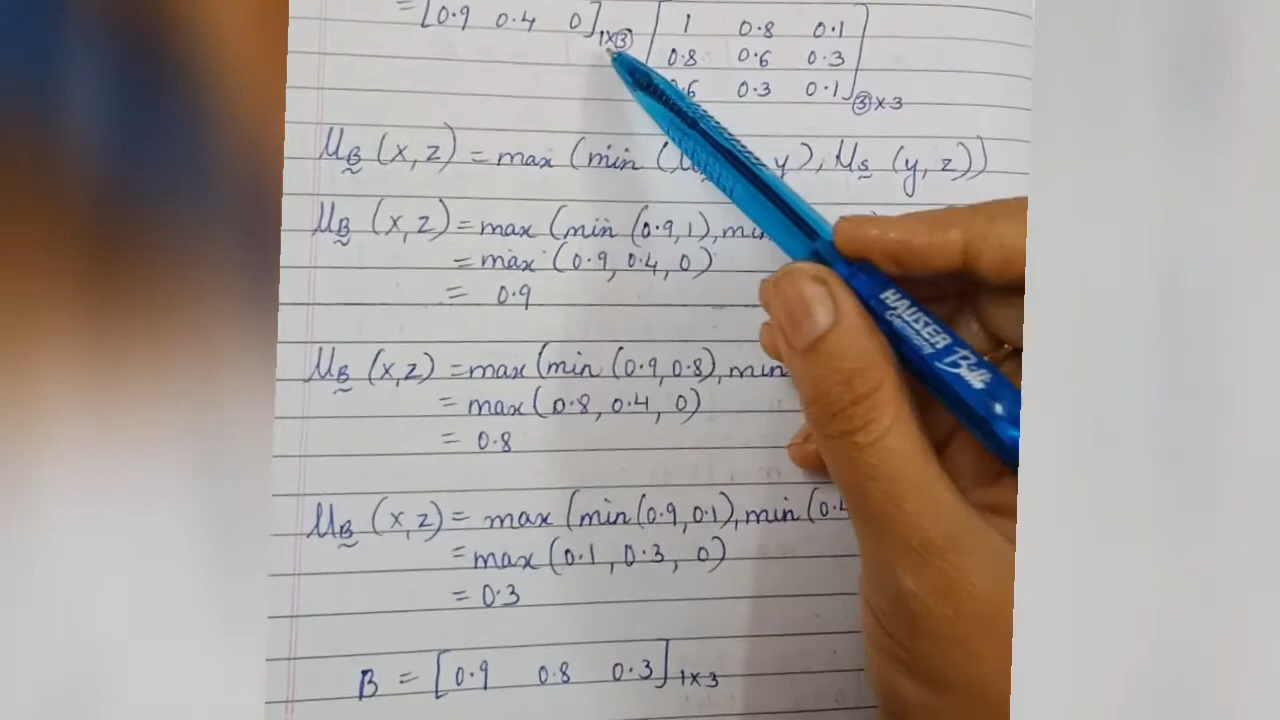 = [0.9 0.4 0]1×3 [1 0.8 0.1
0.8 0.6 0.3
0.3 0.1]3×3
μB̰ (x, z) = max (min ( y), μS̰ (y, z))
μB̰ (x, z) = max (min (0.9, 1), min
= max (0.9, 0.4, 0)
= 0.9
μB̰ (x, z) = max (min (0.9, 0.8), min
= max (0.8, 0.4, 0)
= 0.8
μB̰ (x, z) = max (min (0.9, 0.1), min (0.4
= max (0.1, 0.3, 0)
= 0.3
B = [0.9 0.8 0.3]1×3
HAUSER
Germany
Billi